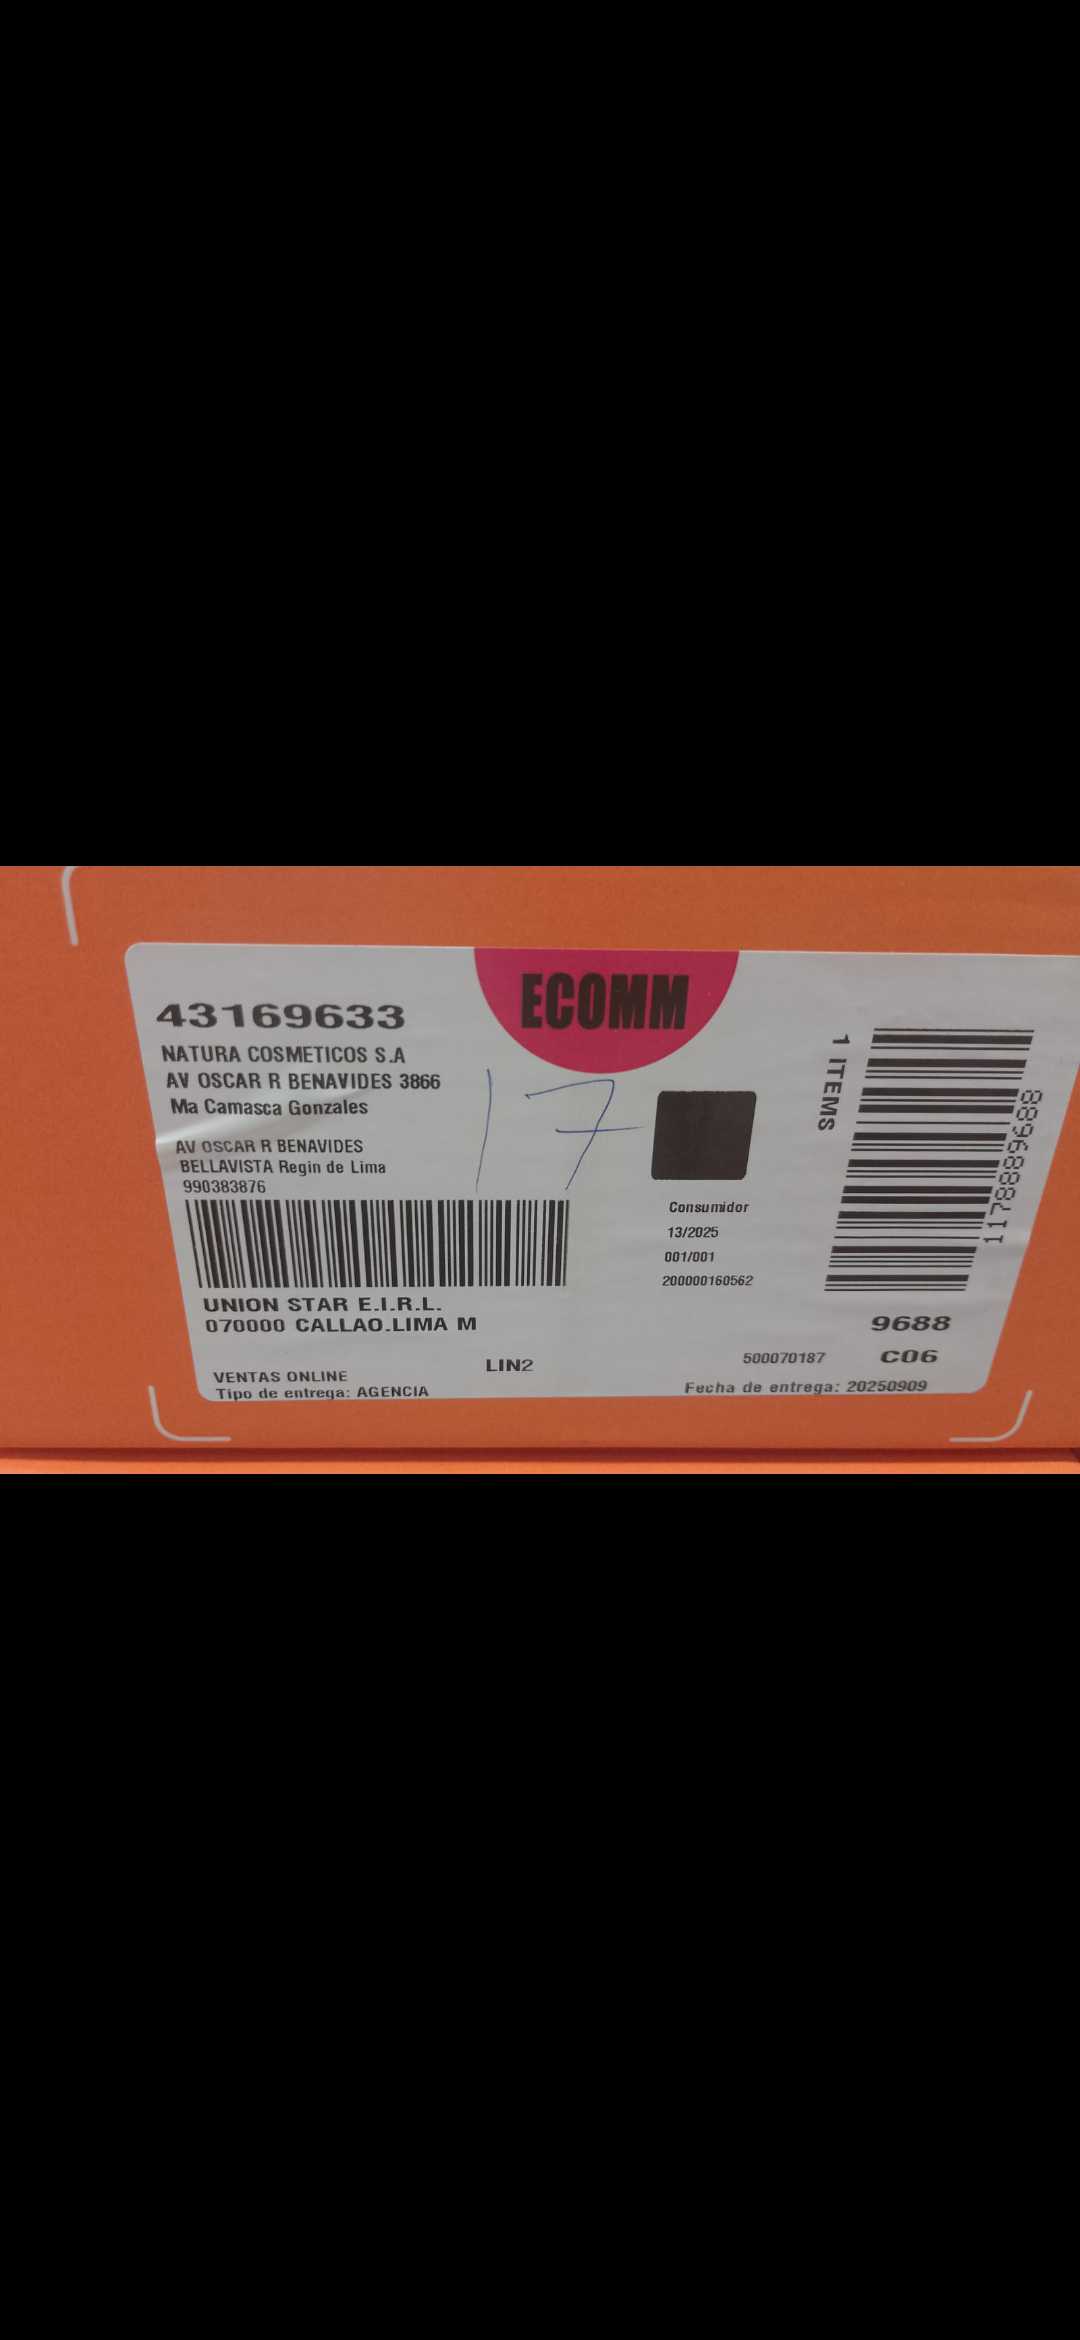 ECOMM
43169633
NATURA COSMETICOS S.A
AV OSCAR R BENAVIDES 3866
Ma Camasca Gonzales
17
AV OSCAR R BENAVIDES
BELLAVISTA Regin de Lima
990383876
UNION STAR E.I.R.L.
070000 CALLAO.LIMA M
VENTAS ONLINE
Tipo de entrega: AGENCIA
LIN2
Consumidor
13/2025
001/001
200000160562
1 ITEMS
9688
500070187
C06
Fecha de entrega: 20250909